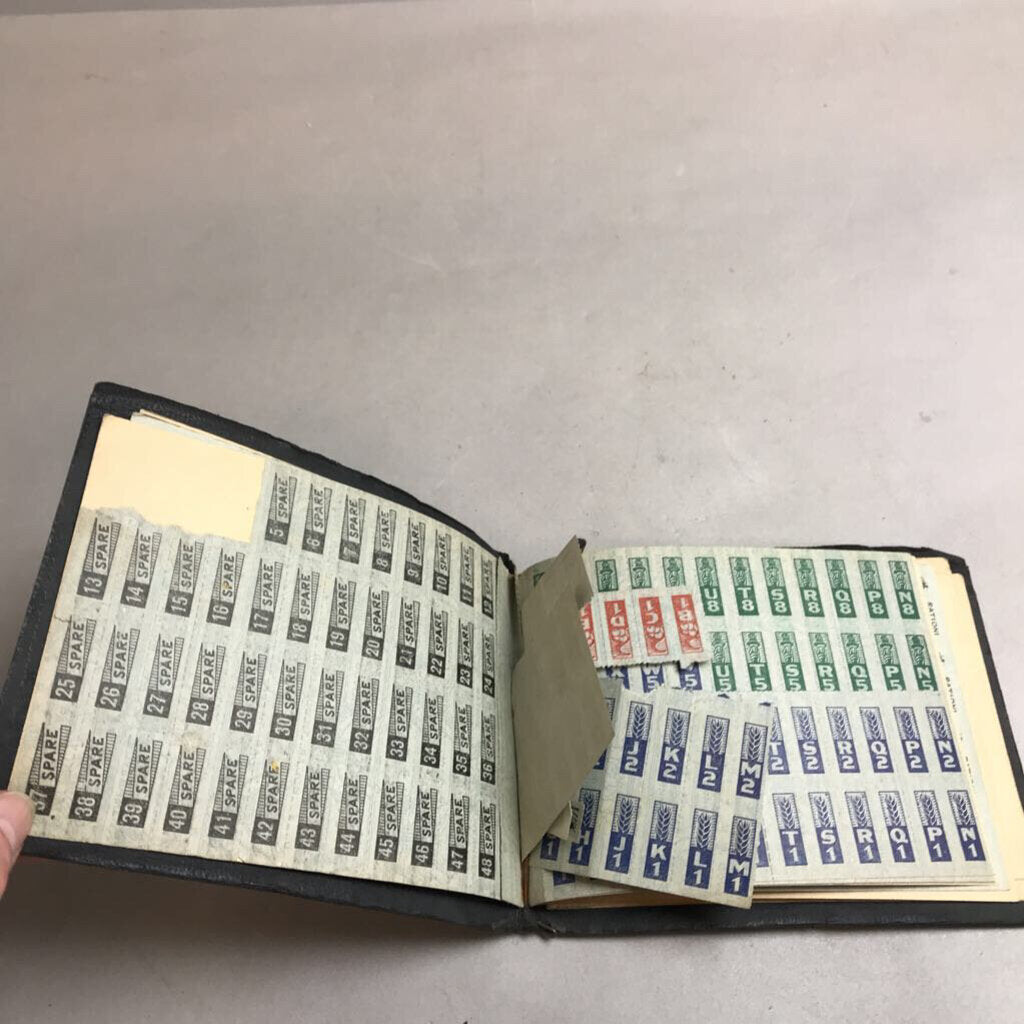 5 SPARE 6 SPARE 7 SPARE 8 SPARE 9 SPARE 10 SPARE 11 SPARE 12 SPARE
13 SPARE 14 SPARE 15 SPARE 16 SPARE 17 SPARE 18 SPARE 19 SPARE 20 SPARE 21 SPARE 22 SPARE 23 SPARE 24 SPARE
25 SPARE 26 SPARE 27 SPARE 28 SPARE 29 SPARE 30 SPARE 31 SPARE 32 SPARE 33 SPARE 34 SPARE 35 SPARE 36 SPARE
37 SPARE 38 SPARE 39 SPARE 40 SPARE 41 SPARE 42 SPARE 43 SPARE 44 SPARE 45 SPARE 46 SPARE 47 SPARE 48 SPARE
U8 T8 S8 R8 Q8 P8 N8
U5 T5 S5 R5 Q5 P5 N5
J2 K2 L2 M2
T2 S2 R2 Q2 P2 N2
H1 J1 K1 L1 M1
T1 S1 R1 Q1 P1 N1